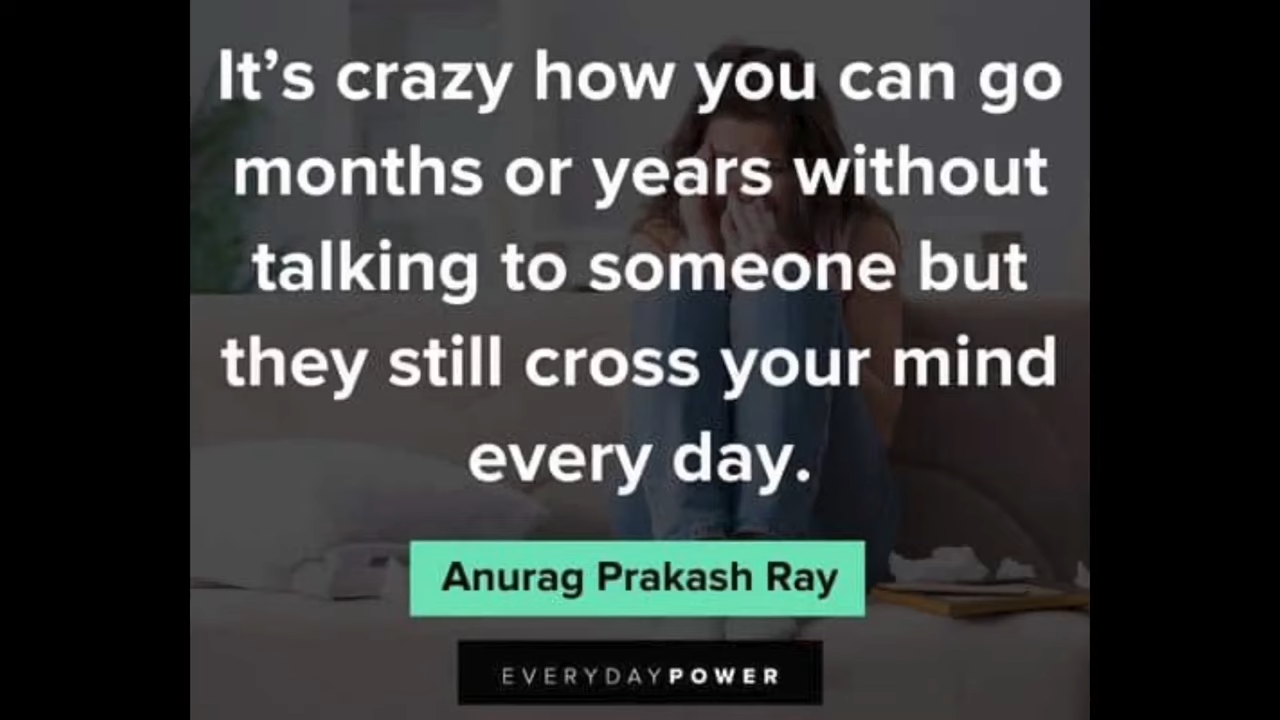 It’s crazy how you can go
months or years without
talking to someone but
they still cross your mind
every day.
Anurag Prakash Ray
EVERYDAYPOWER